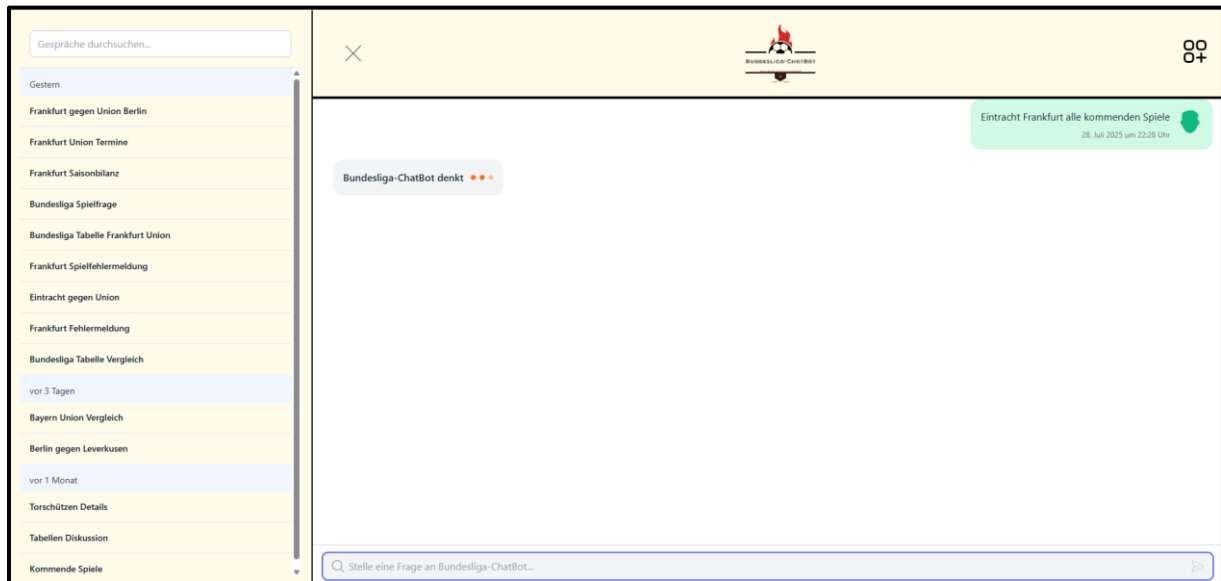 Gespräche durchsuchen...
Gestern
Frankfurt gegen Union Berlin
Frankfurt Union Termine
Frankfurt Saisonbilanz
Bundesliga Spielfrage
Bundesliga Tabelle Frankfurt Union
Frankfurt Spielfehlermeldung
Eintracht gegen Union
Frankfurt Fehlermeldung
Bundesliga Tabelle Vergleich
vor 3 Tagen
Bayern Union Vergleich
Berlin gegen Leverkusen
vor 1 Monat
Torschützen Details
Tabellen Diskussion
Kommende Spiele
Bundesliga-ChatBot
Eintracht Frankfurt alle kommenden Spiele
28. Juli 2025 um 22:28 Uhr
Bundesliga-ChatBot denkt
Stelle eine Frage an Bundesliga-ChatBot...